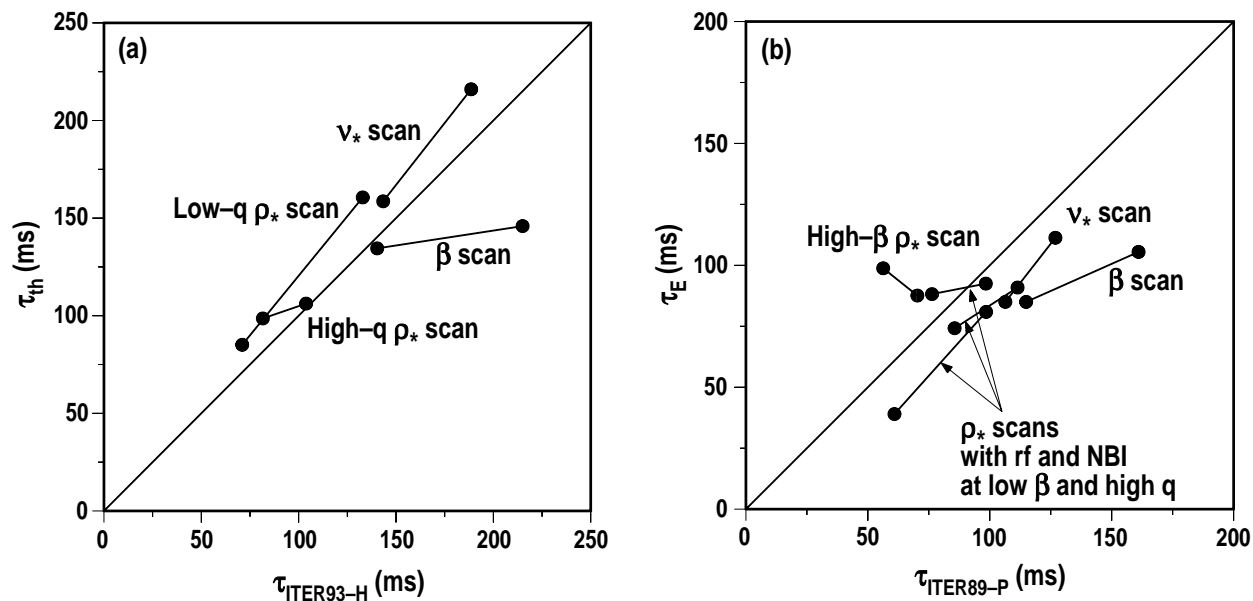 (a)
250
200
150
100
50
0
τth (ms)
ν* scan
Low–q ρ* scan
β scan
High–q ρ* scan
0 50 100 150 200 250
τITER93–H (ms)
(b)
200
150
100
50
0
τE (ms)
High–β ρ* scan
ν* scan
β scan
ρ* scans
with rf and NBI
at low β and high q
0 50 100 150 200
τITER89–P (ms)